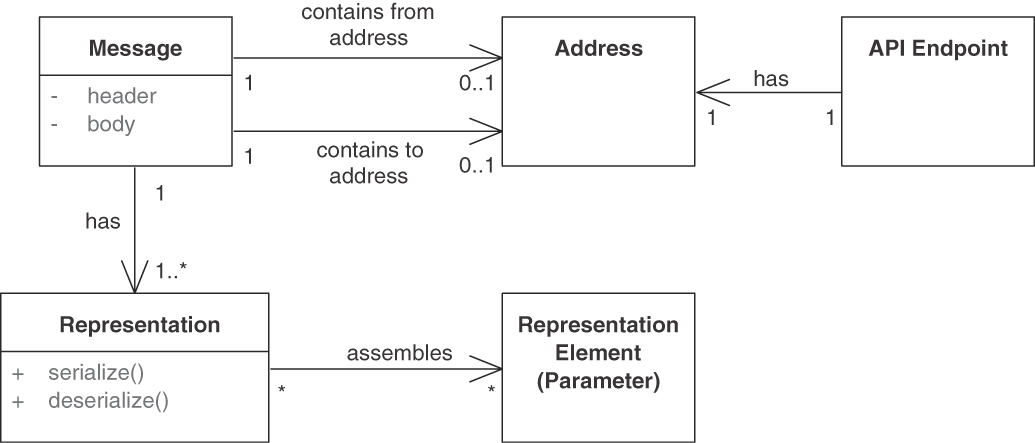 contains from
address
Message
Address
API Endpoint
has
1
0..1
1
1
- header
- body
1
contains to
address
0..1
1
has
1..*
Representation
Representation
Element
(Parameter)
assembles
+ serialize()
+ deserialize()
*
*